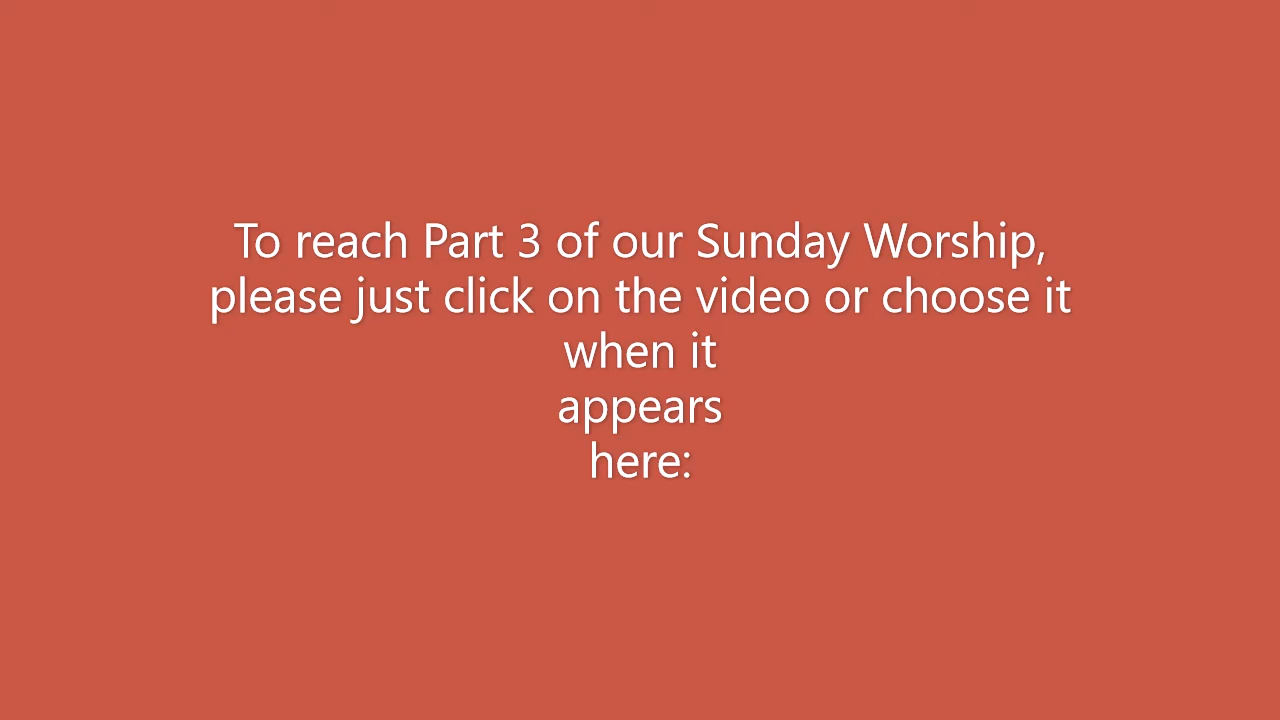 To reach Part 3 of our Sunday Worship,
please just click on the video or choose it
when it
appears
here: